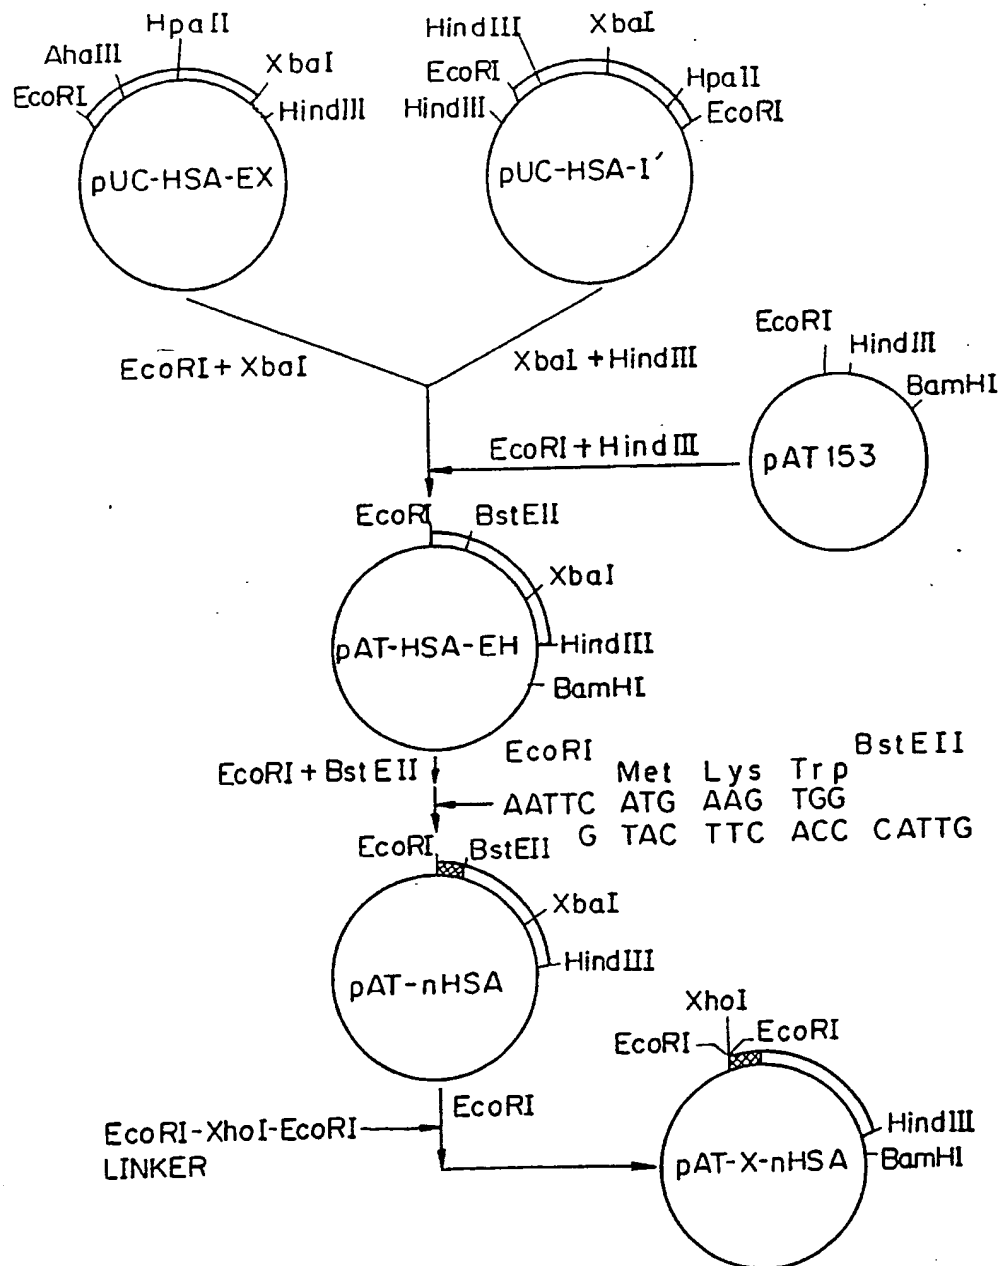 HpaII
AhaIII
XbaI
EcoRI
HindIII
pUC-HSA-EX
HindIII
XbaI
EcoRI
HpaII
HindIII
EcoRI
pUC-HSA-I′
EcoRI + XbaI
XbaI + HindIII
EcoRI
HindIII
BamHI
EcoRI + HindIII
pAT 153
EcoRI
BstEII
XbaI
pAT-HSA-EH
HindIII
BamHI
EcoRI + BstEII
EcoRI
BstEII
Met Lys Trp
AATTC ATG AAG TGG
G TAC TTC ACC CATTG
EcoRI
BstEII
XbaI
HindIII
pAT-nHSA
XhoI
EcoRI
EcoRI
EcoRI
EcoRI-XhoI-EcoRI
LINKER
HindIII
pAT-X-nHSA
BamHI